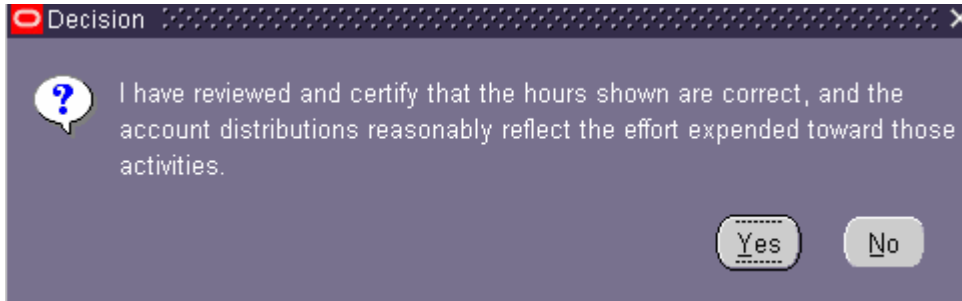 Decision
I have reviewed and certify that the hours shown are correct, and the
account distributions reasonably reflect the effort expended toward those
activities.
Yes No